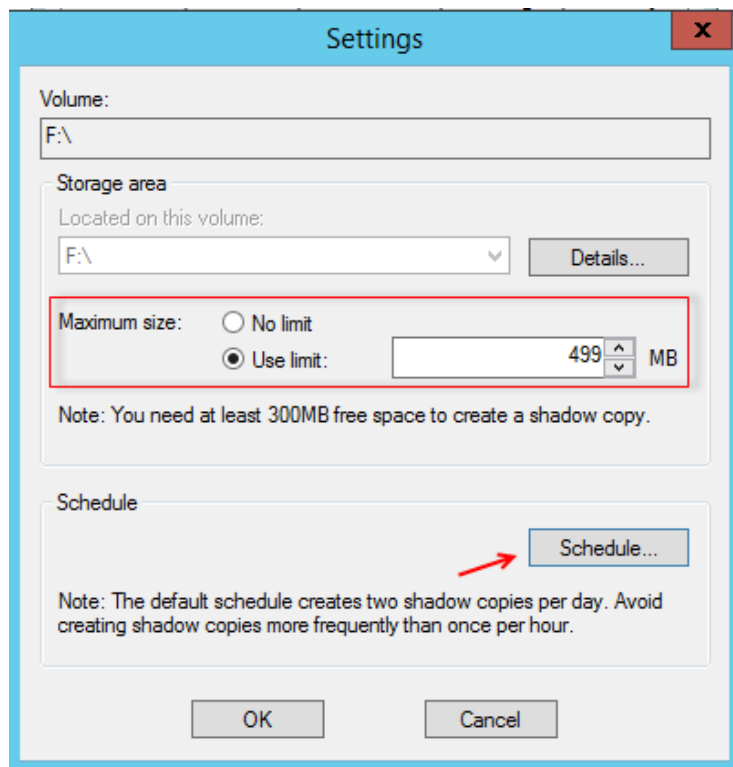 Settings
x
Volume:
F:\
Storage area
Located on this volume:
F:\
Details...
Maximum size:
No limit
Use limit:
499
MB
Note: You need at least 300MB free space to create a shadow copy.
Schedule
Schedule...
Note: The default schedule creates two shadow copies per day. Avoid
creating shadow copies more frequently than once per hour.
OK
Cancel